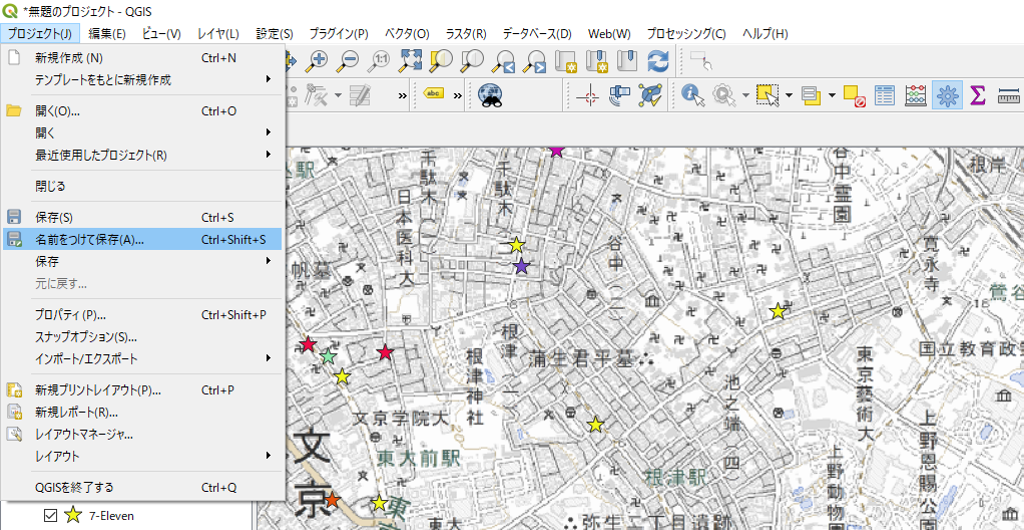 *無題のプロジェクト - QGIS
プロジェクト(J) 編集(E) ビュー(V) レイヤ(L) 設定(S) プラグイン(P) ベクタ(O) ラスタ(R) データベース(D) Web(W) プロセッシング(C) ヘルプ(H)
新規作成 (N) Ctrl+N
テンプレートをもとに新規作成
開く(O)... Ctrl+O
開く
最近使用したプロジェクト(R)
閉じる
保存(S) Ctrl+S
名前をつけて保存(A)... Ctrl+Shift+S
保存
元に戻す...
プロパティ (P)... Ctrl+Shift+P
スナップオプション(S)...
インポート/エクスポート
新規プリントレイアウト(P)... Ctrl+P
新規レポート(R)...
レイアウトマネージャ...
レイアウト
QGISを終了する Ctrl+Q
7-Eleven
1:1
abc
込駅
千駄木二
千駄木
日本医科大
谷中霊園
根岸
谷中
寛永寺
鶯谷
16
帆墓
根津一
根津神社
蒲生君平墓
池之端四
東京藝術大
国立教育政
文京学院大
東大前駅
文京
東
根津駅
上野動物園
上野恩賜公園
弥生二丁目遺跡